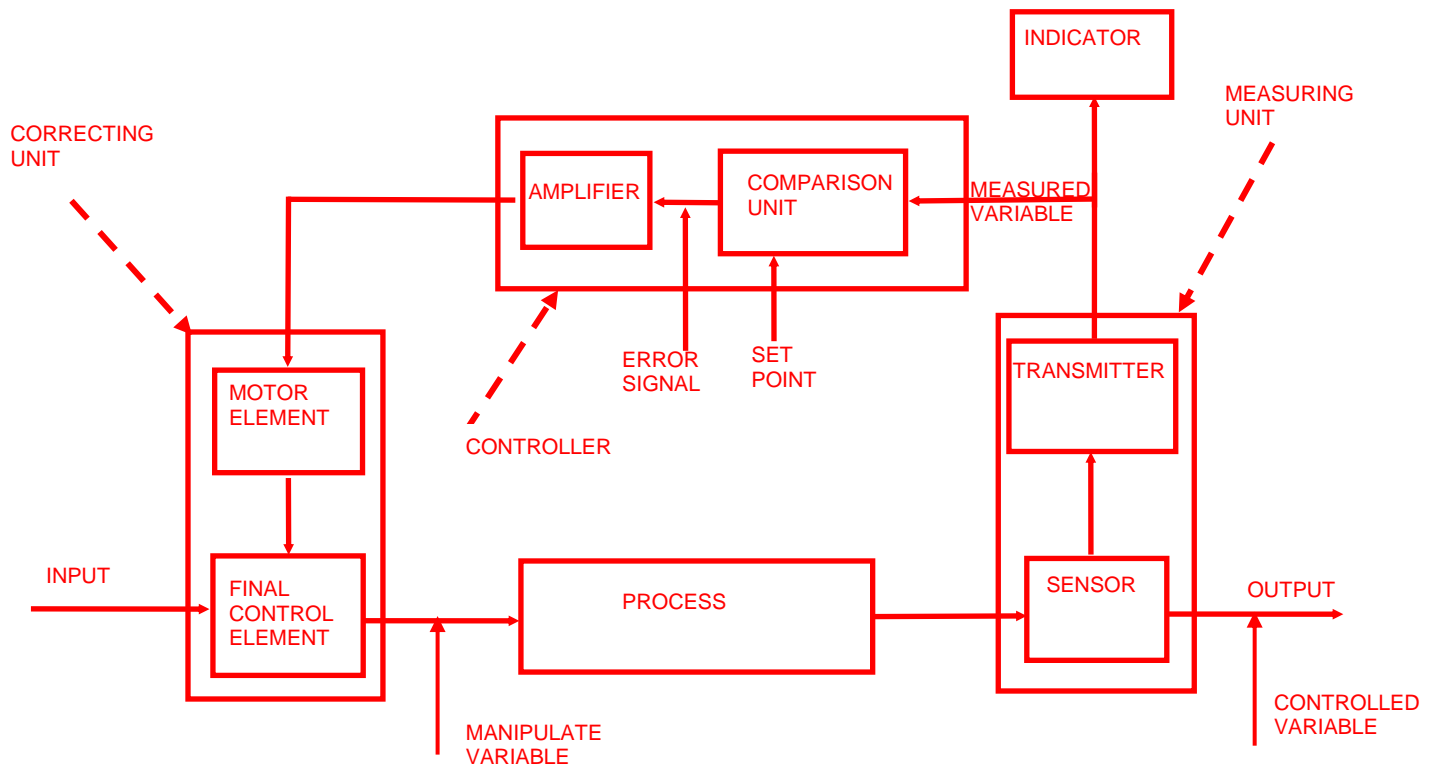 INDICATOR
MEASURING
UNIT
CORRECTING
UNIT
AMPLIFIER
COMPARISON
UNIT
MEASURED
VARIABLE
ERROR
SIGNAL
SET
POINT
TRANSMITTER
MOTOR
ELEMENT
CONTROLLER
INPUT
FINAL
CONTROL
ELEMENT
PROCESS
SENSOR
OUTPUT
MANIPULATE
VARIABLE
CONTROLLED
VARIABLE